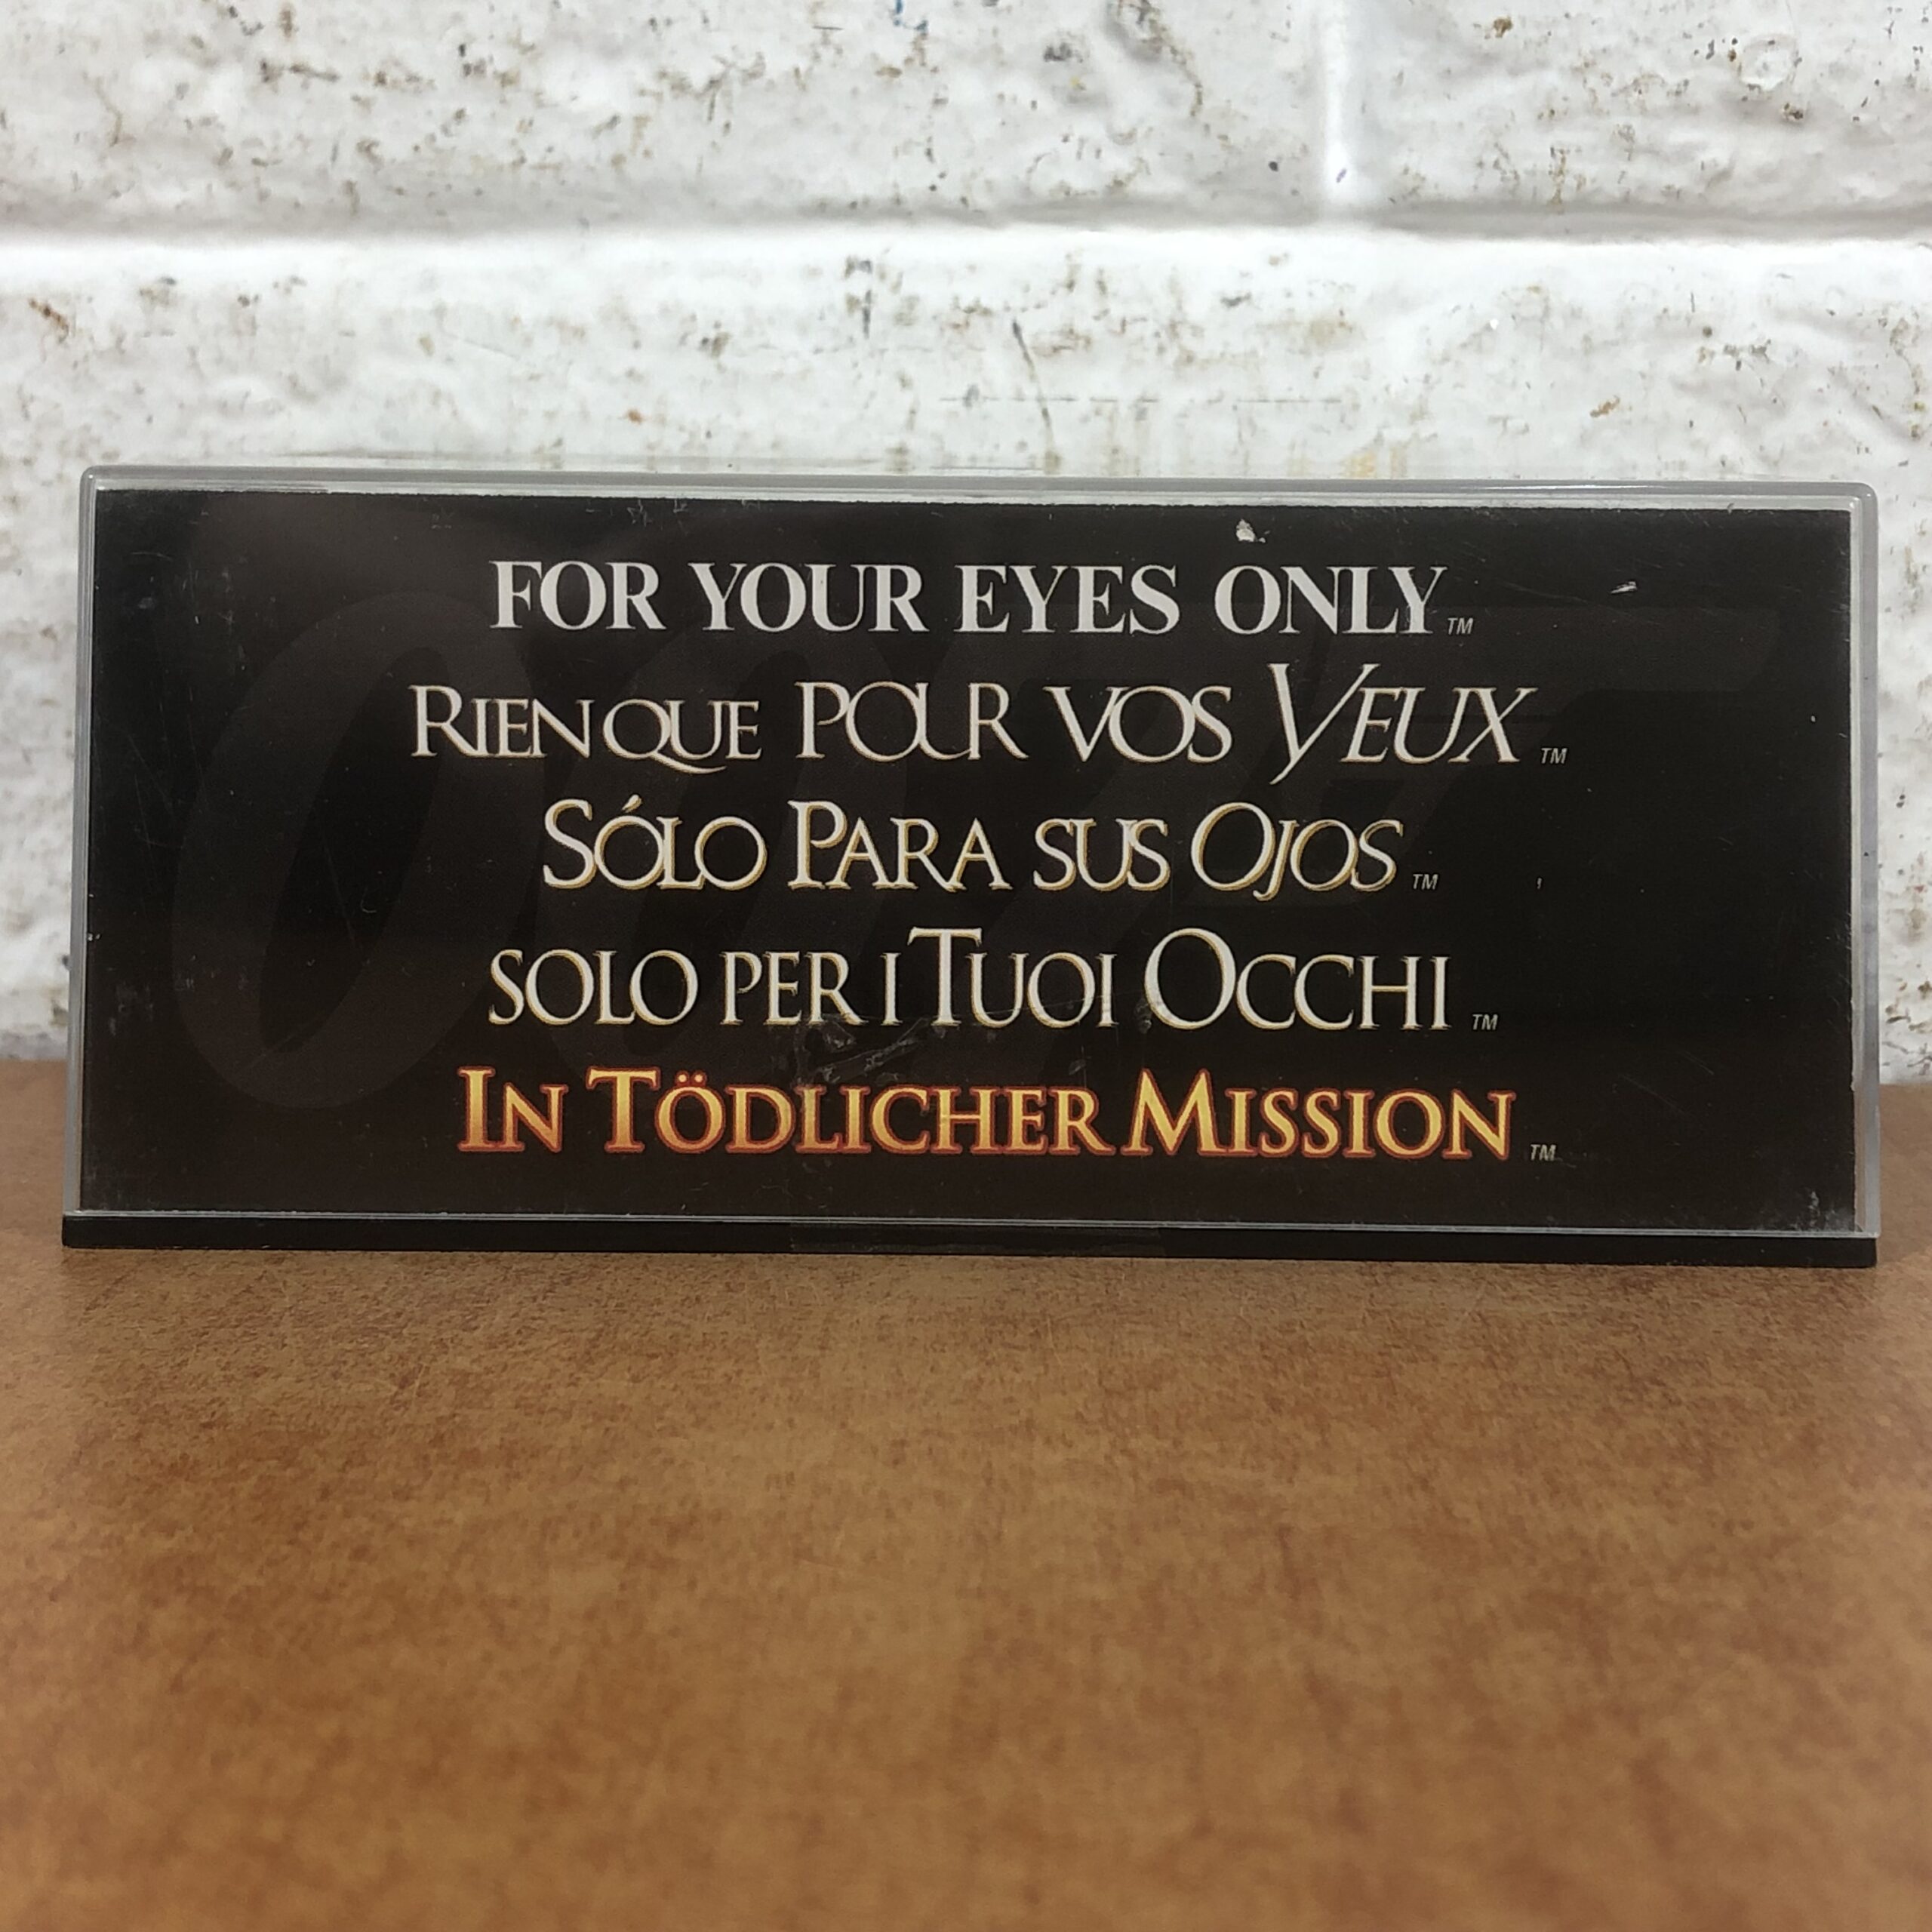 FOR YOUR EYES ONLY™
RIEN QUE POUR VOS YEUX™
SÓLO PARA SUS OJOS™
SOLO PER I TUOI OCCHI™
IN TÖDLICHER MISSION™
007